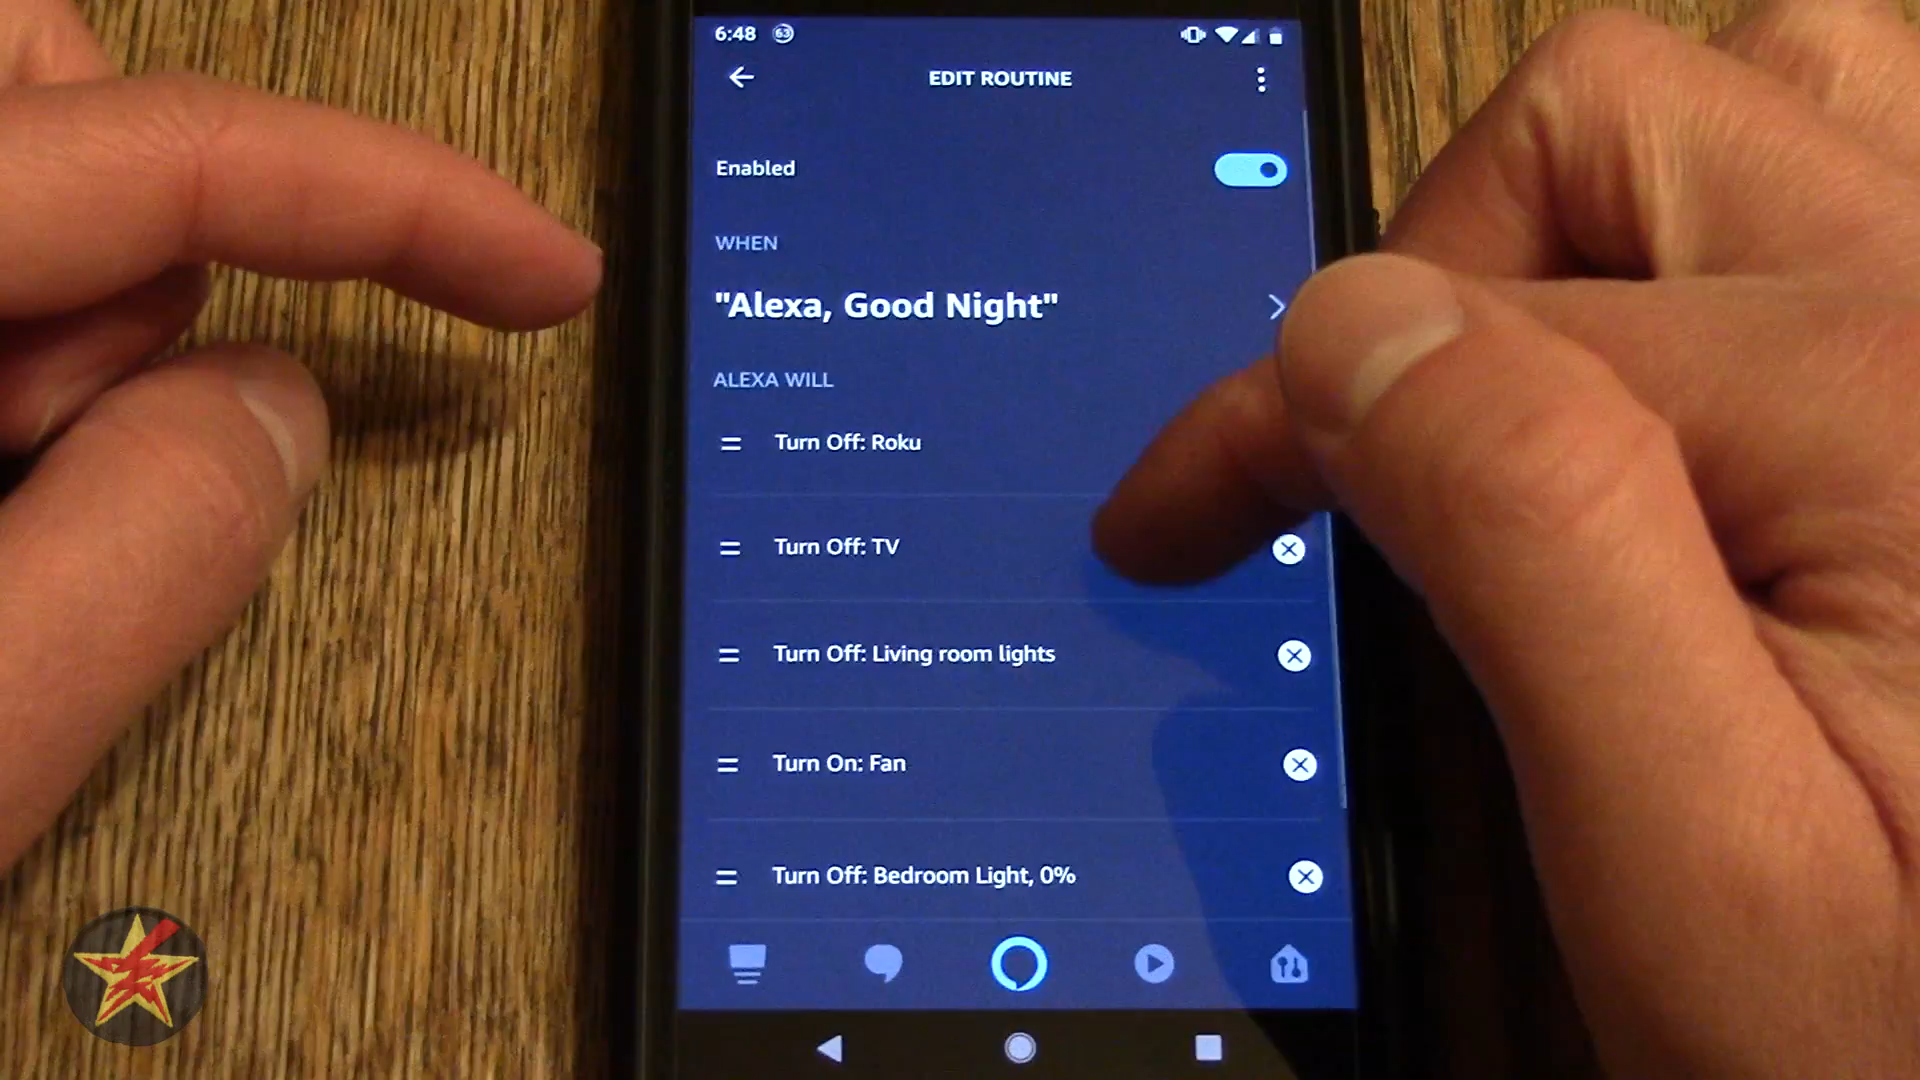 6:48 63
EDIT ROUTINE
Enabled
WHEN
"Alexa, Good Night"
ALEXA WILL
Turn Off: Roku
Turn Off: TV
Turn Off: Living room lights
Turn On: Fan
Turn Off: Bedroom Light, 0%